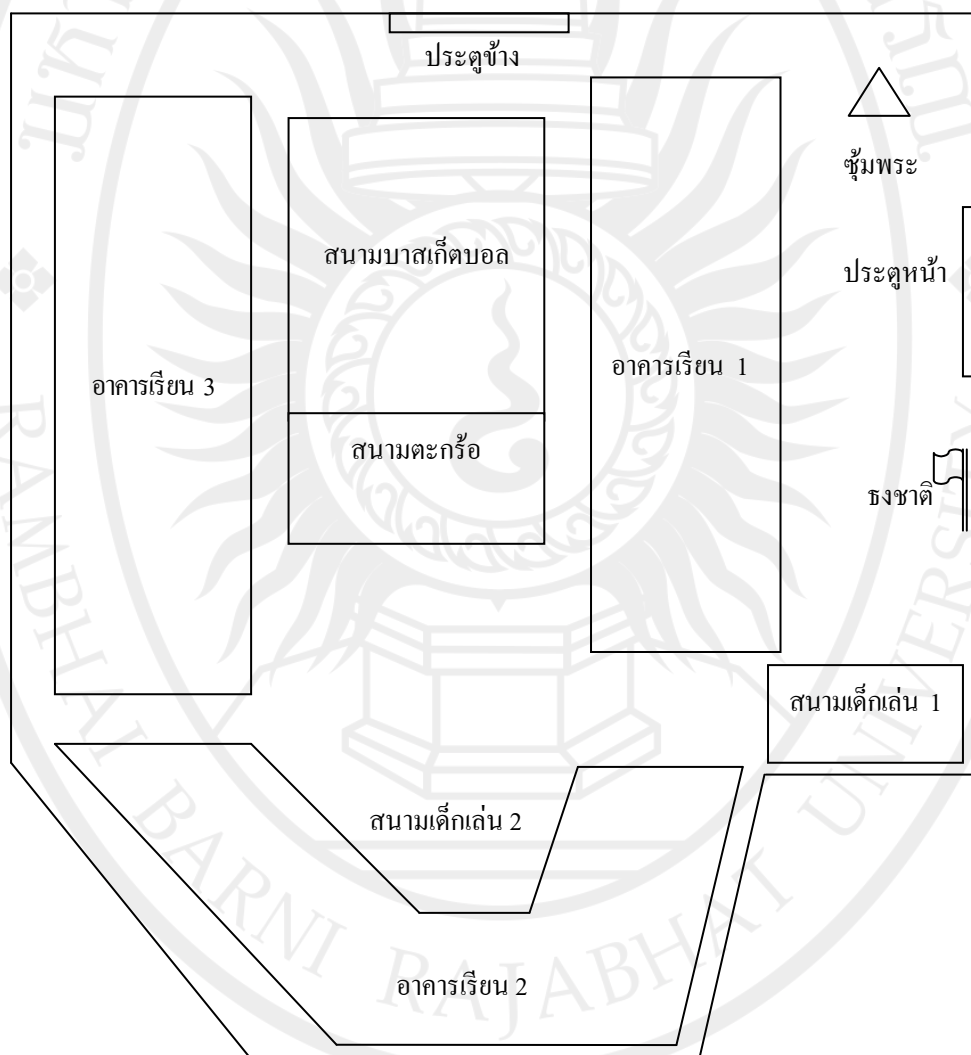 ประตูข้าง
ซุ้มพระ
สนามบาสเก็ตบอล
ประตูหน้า
อาคารเรียน 1
อาคารเรียน 3
สนามตะกร้อ
ธงชาติ
สนามเด็กเล่น 1
สนามเด็กเล่น 2
อาคารเรียน 2
RAMBHAI BARNI RAJABHAT UNIVERSITY